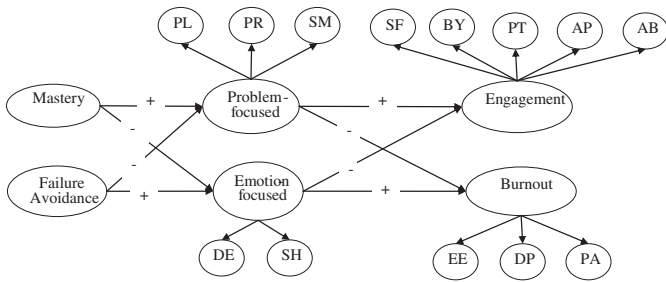 PL PR SM SF BY PT AP AB
Mastery + Problem- + Engagement
focused
- -
- -
Failure Emotion Burnout
Avoidance + focused +
DE SH EE DP PA